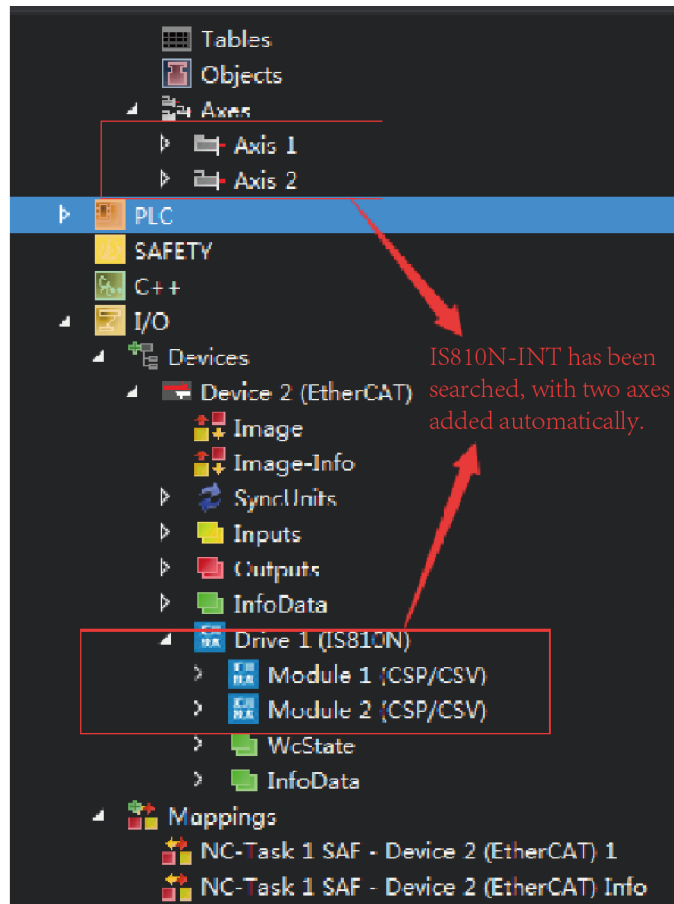 Tables
Objects
Axes
Axis 1
Axis 2
PLC
SAFETY
C++
I/O
Devices
IS810N-INT has been
Device 2 (EtherCAT)
searched, with two axes
Image
added automatically.
Image-Info
SyncUnits
Inputs
Outputs
InfoData
Drive 1 (IS810N)
Module 1 (CSP/CSV)
Module 2 (CSP/CSV)
WcState
InfoData
Mappings
NC-Task 1 SAF - Device 2 (EtherCAT) 1
NC-Task 1 SAF - Device 2 (EtherCAT) Info